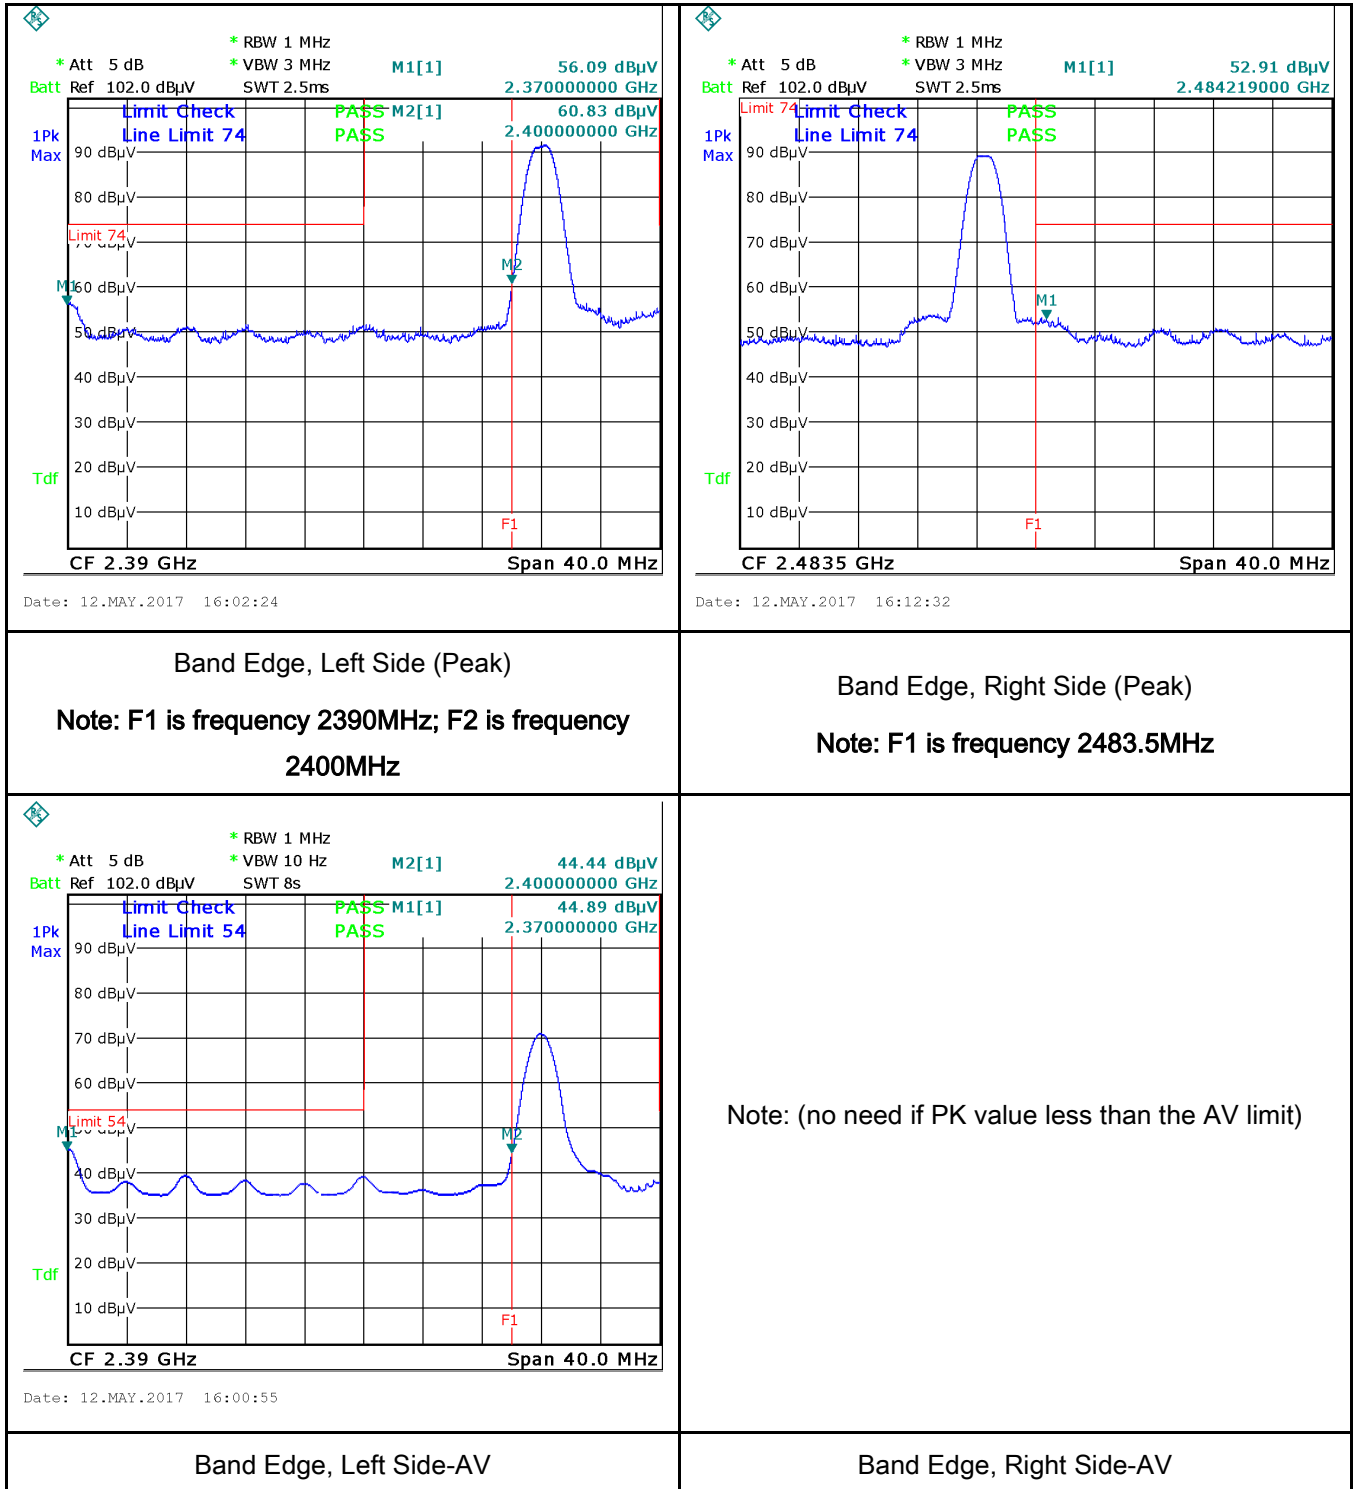 * RBW 1 MHz
* Att 5 dB * VBW 3 MHz M1[1] 56.09 dBµV
Batt Ref 102.0 dBµV SWT 2.5ms 2.370000000 GHz
Limit Check PASS M2[1] 60.83 dBµV
1Pk Line Limit 74 PASS 2.400000000 GHz
Max 90 dBµV
80 dBµV
Limit 74
70 dBµV
M2
M1 60 dBµV
50 dBµV
40 dBµV
30 dBµV
20 dBµV
Tdf
10 dBµV
F1
CF 2.39 GHz Span 40.0 MHz
Date: 12.MAY.2017 16:02:24
* RBW 1 MHz
* Att 5 dB * VBW 3 MHz M1[1] 52.91 dBµV
Batt Ref 102.0 dBµV SWT 2.5ms 2.484219000 GHz
Limit 74 Limit Check PASS
1Pk Line Limit 74 PASS
Max 90 dBµV
80 dBµV
70 dBµV
60 dBµV
M1
50 dBµV
40 dBµV
30 dBµV
20 dBµV
Tdf
10 dBµV
F1
CF 2.4835 GHz Span 40.0 MHz
Date: 12.MAY.2017 16:12:32
Band Edge, Left Side (Peak)
Note: F1 is frequency 2390MHz; F2 is frequency
2400MHz
Band Edge, Right Side (Peak)
Note: F1 is frequency 2483.5MHz
* RBW 1 MHz
* Att 5 dB * VBW 10 Hz M2[1] 44.44 dBµV
Batt Ref 102.0 dBµV SWT 8s 2.400000000 GHz
Limit Check PASS M1[1] 44.89 dBµV
1Pk Line Limit 54 PASS 2.370000000 GHz
Max 90 dBµV
80 dBµV
70 dBµV
60 dBµV
Limit 54
50 dBµV
M1 M2
40 dBµV
30 dBµV
20 dBµV
Tdf
10 dBµV
F1
CF 2.39 GHz Span 40.0 MHz
Date: 12.MAY.2017 16:00:55
Note: (no need if PK value less than the AV limit)
Band Edge, Left Side-AV
Band Edge, Right Side-AV